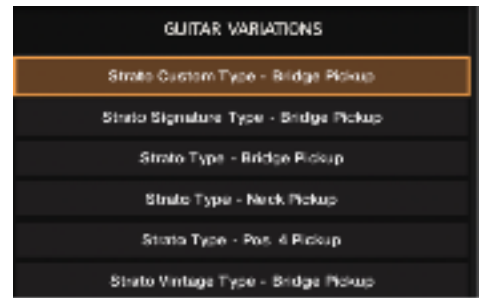 GUITAR VARIATIONS
Strato Custom Type - Bridge Pickup
Strato Signature Type - Bridge Pickup
Strato Type - Bridge Pickup
Strato Type - Neck Pickup
Strato Type - Pos. 4 Pickup
Strato Vintage Type - Bridge Pickup